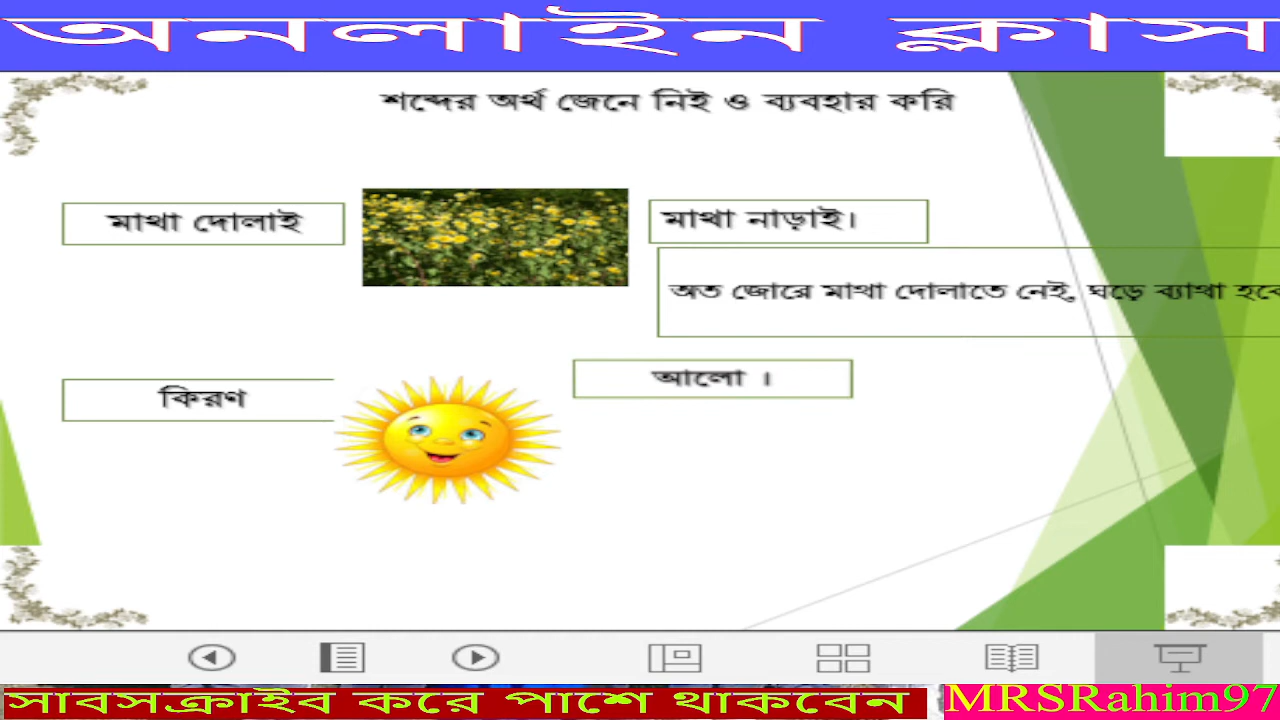 অনলাইন ক্লাস
শব্দের অর্থ জেনে নিই ও ব্যবহার করি
মাথা দোলাই
মাথা নাড়াই।
অত জোরে মাথা দোলাতে নেই, ঘড়ে ব্যাথা হবে
কিরণ
আলো ।
সাবসক্রাইব করে পাশে থাকবেন
MRSRahim97